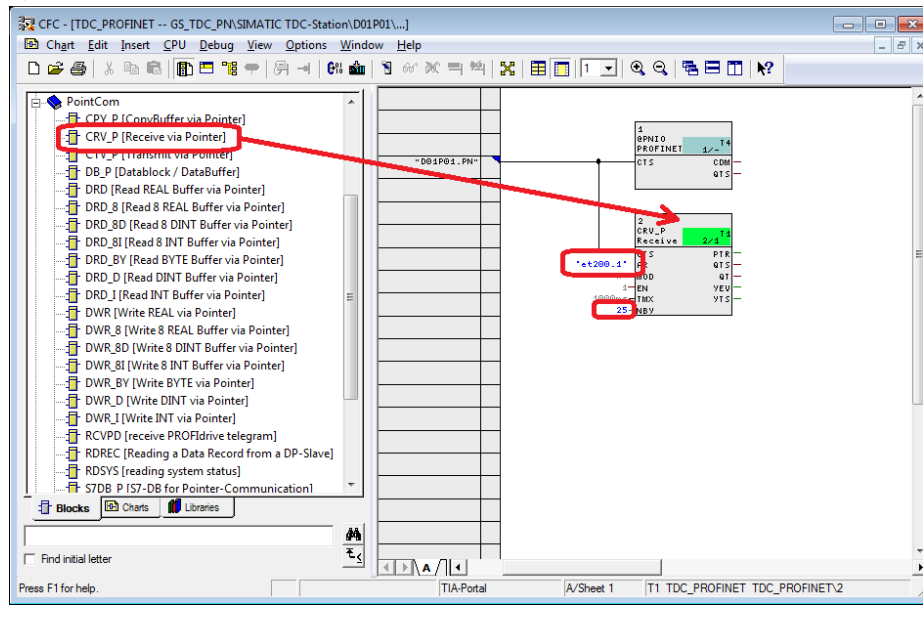 CFC - [TDC_PROFINET -- GS_TDC_PN\SIMATIC TDC-Station\D01P01\...]
Chart Edit Insert CPU Debug View Options Window Help
1
PointCom
CPY_P [CopyBuffer via Pointer]
CRV_P [Receive via Pointer]
CTV_P [Transmit via Pointer]
DB_P [Datablock / DataBuffer]
DRD [Read REAL Buffer via Pointer]
DRD_8 [Read 8 REAL Buffer via Pointer]
DRD_8D [Read 8 DINT Buffer via Pointer]
DRD_8I [Read 8 INT Buffer via Pointer]
DRD_BY [Read BYTE Buffer via Pointer]
DRD_D [Read DINT Buffer via Pointer]
DRD_I [Read INT Buffer via Pointer]
DWR [Write REAL via Pointer]
DWR_8 [Write 8 REAL Buffer via Pointer]
DWR_8D [Write 8 DINT Buffer via Pointer]
DWR_8I [Write 8 INT Buffer via Pointer]
DWR_BY [Write BYTE via Pointer]
DWR_D [Write DINT via Pointer]
DWR_I [Write INT via Pointer]
RCVPD [receive PROFIdrive telegram]
RDREC [Reading a Data Record from a DP-Slave]
RDSYS [reading system status]
S7DB_P [S7-DB for Pointer-Communication]
Blocks Charts Libraries
Find initial letter
"D01P01.PN"
1
@PNIO T4
PROFINET 1/-
CTS CDM
QTS
2
CRV_P T1
Receive 2/1
CTS PTR
"et200.1" AR QTS
MOD QT
1 EN YEV
1000ms TMX YTS
25 NBY
A
Press F1 for help. TIA-Portal A/Sheet 1 T1 TDC_PROFINET TDC_PROFINET\2